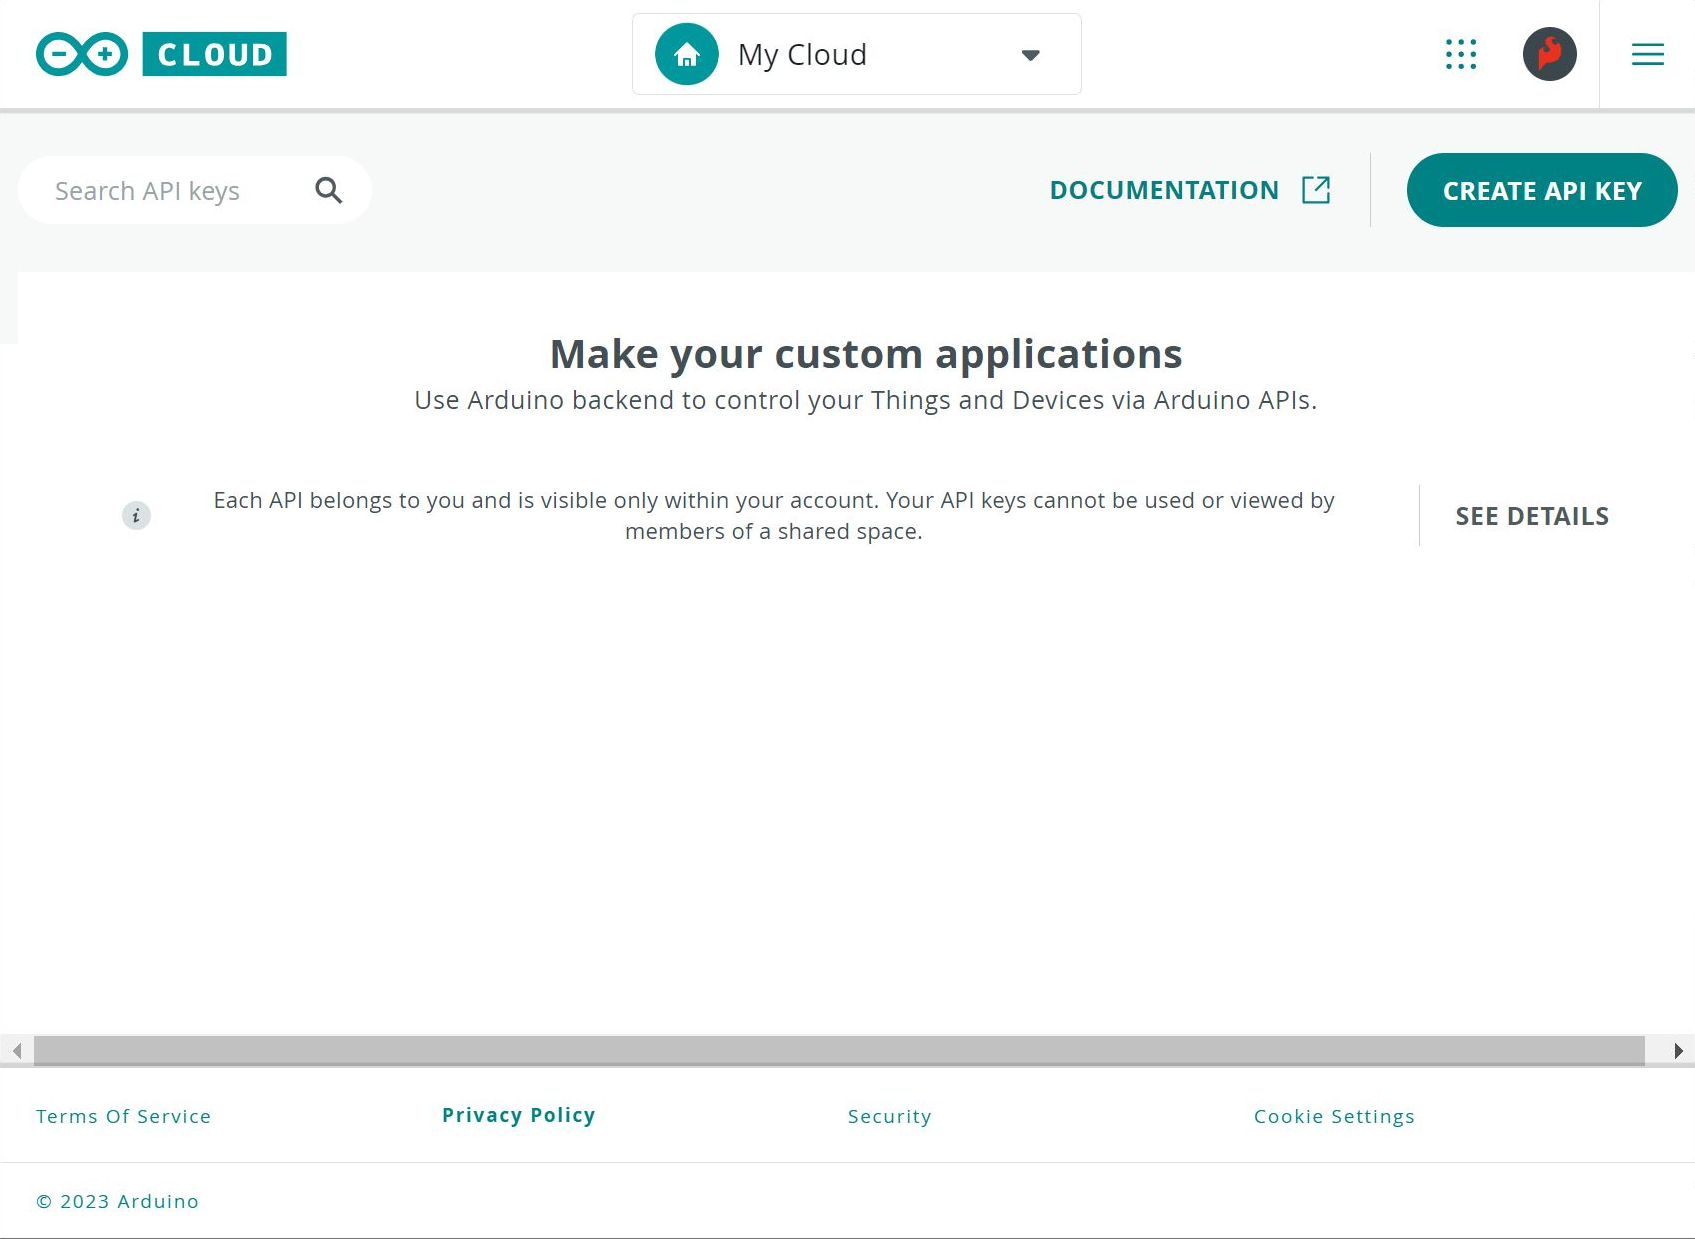 CLOUD
My Cloud
Search API keys
DOCUMENTATION
CREATE API KEY
Make your custom applications
Use Arduino backend to control your Things and Devices via Arduino APIs.
Each API belongs to you and is visible only within your account. Your API keys cannot be used or viewed by
members of a shared space.
SEE DETAILS
Terms Of Service
Privacy Policy
Security
Cookie Settings
© 2023 Arduino